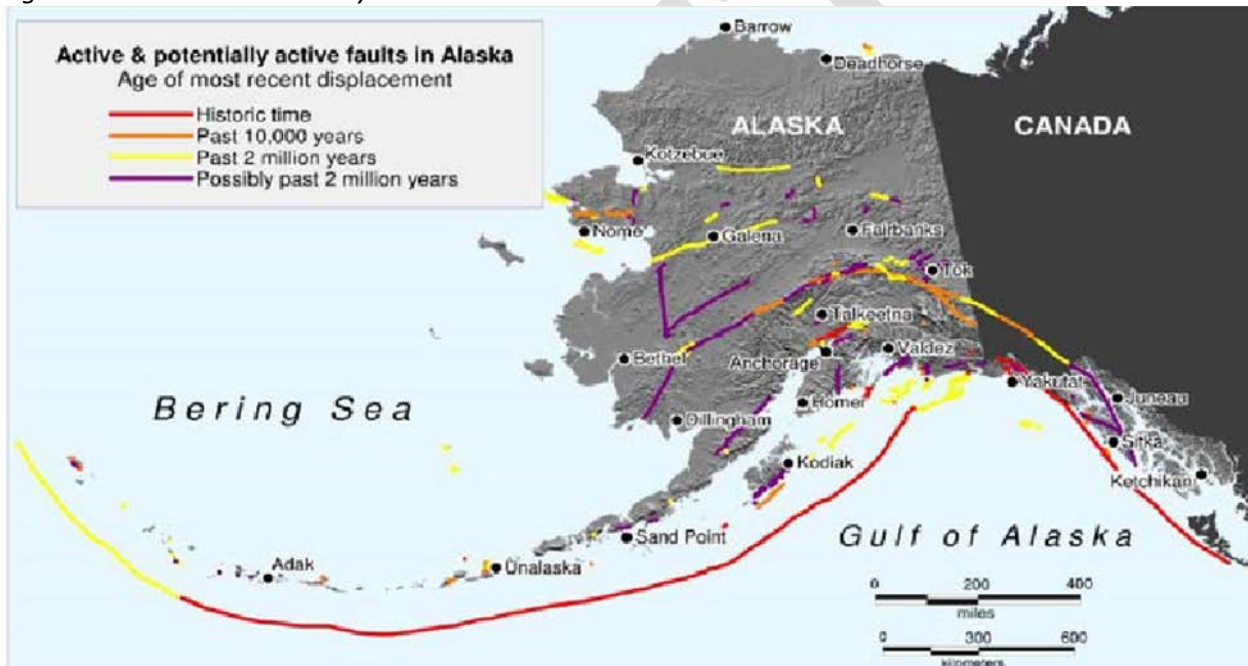 Active & potentially active faults in Alaska
Age of most recent displacement
Historic time
Past 10,000 years
Past 2 million years
Possibly past 2 million years
Barrow
Deadhorse
ALASKA
CANADA
Kotzebue
Nome
Galena
Fairbanks
Tok
Talkeetna
Bethel
Anchorage
Valdez
Yakutat
Juneau
Bering Sea
Homer
Dillingham
Sitka
Kodiak
Ketchikan
Sand Point
Gulf of Alaska
Adak
Unalaska
0 200 400
miles
0 300 600
kilometers